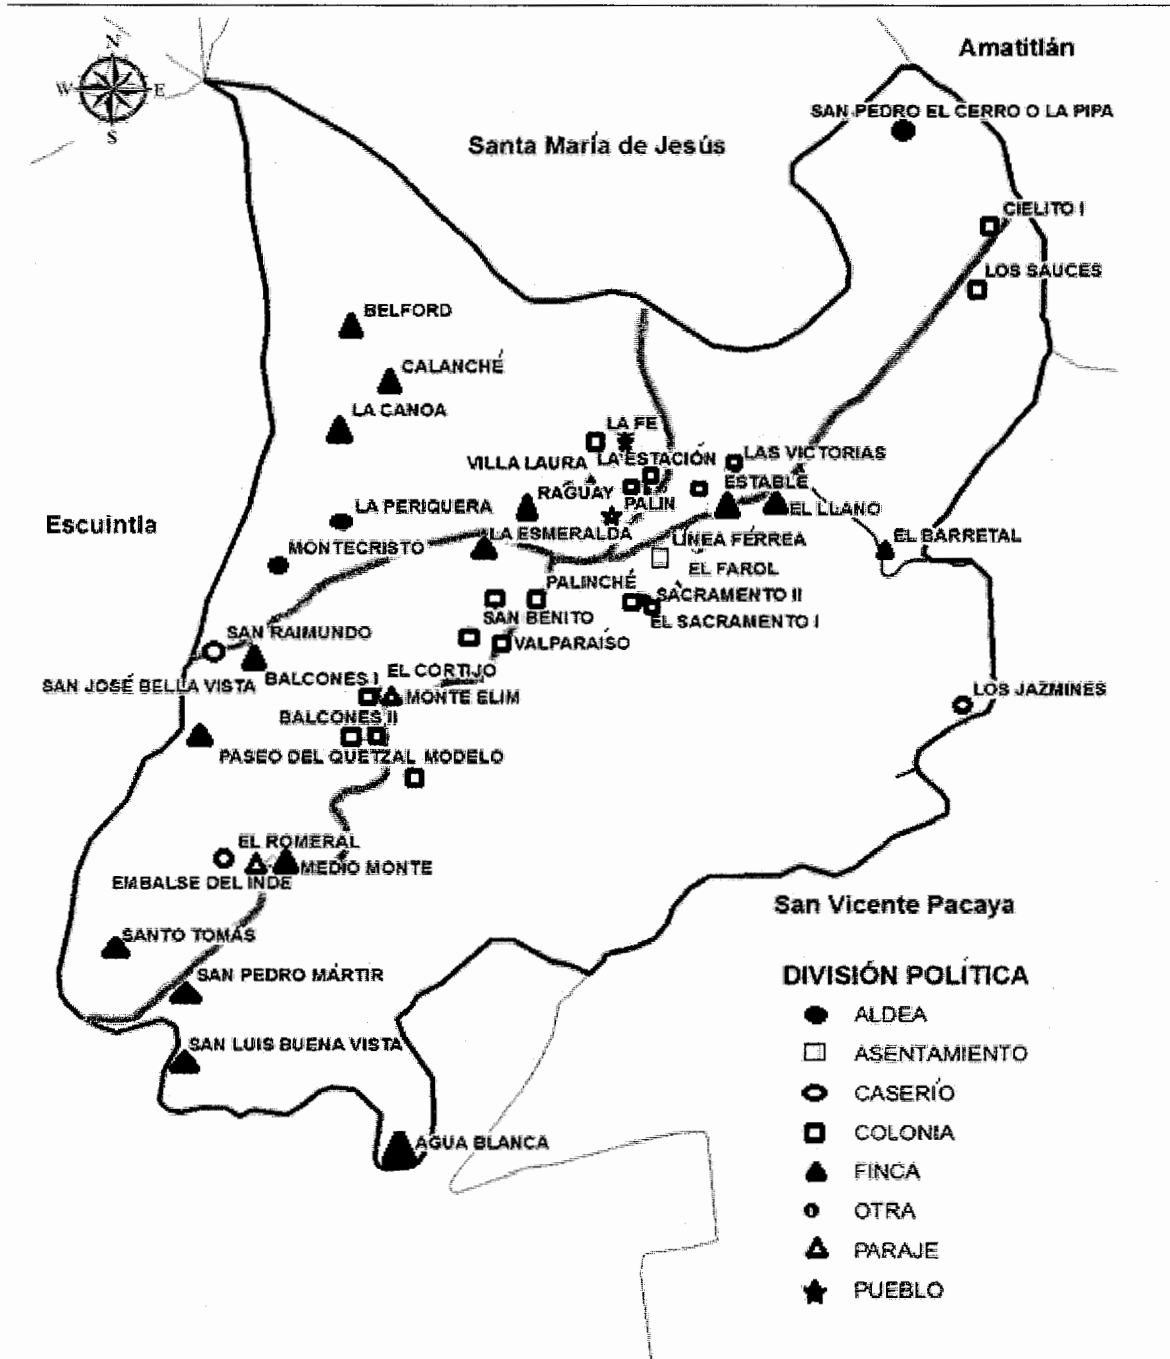 N
W E
S
Amatitlán
SAN PEDRO EL CERRO O LA PIPA
Santa María de Jesús
CIELITO I
LOS SAUCES
BELFORD
CALANCHÉ
LA CANOA
LA FE
VILLA LAURA
LA ESTACIÓN
LAS VICTORIAS
LA PERIQUERA
RAGUAY
PALIN
ESTABLE
EL LLANO
Escuintla
LA ESMERALDA
LÍNEA FÉRREA
EL BARRETAL
MONTECRISTO
EL FAROL
PALINCHÉ
SACRAMENTO II
SAN BENITO
EL SACRAMENTO I
SAN RAIMUNDO
VALPARAÍSO
SAN JOSÉ BELLA VISTA
BALCONES I
EL CORTIJO
MONTE ELIM
LOS JAZMINES
BALCONES II
PASEO DEL QUETZAL
MODELO
EL ROMERAL
MEDIO MONTE
EMBALSE DEL INDE
San Vicente Pacaya
SANTO TOMÁS
SAN PEDRO MÁRTIR
SAN LUIS BUENA VISTA
AGUA BLANCA
DIVISIÓN POLÍTICA
ALDEA
ASENTAMIENTO
CASERÍO
COLONIA
FINCA
OTRA
PARAJE
PUEBLO